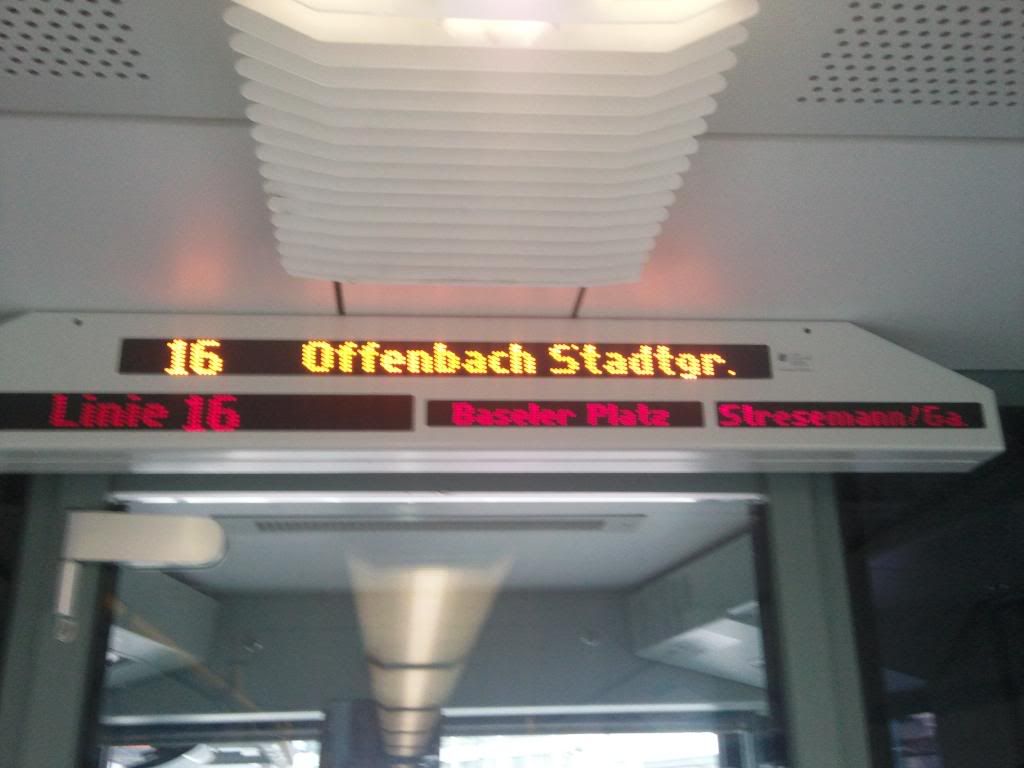 16 Offenbach Stadtgr.
Linie 16 Baseler Platz Stresemann/Ga.